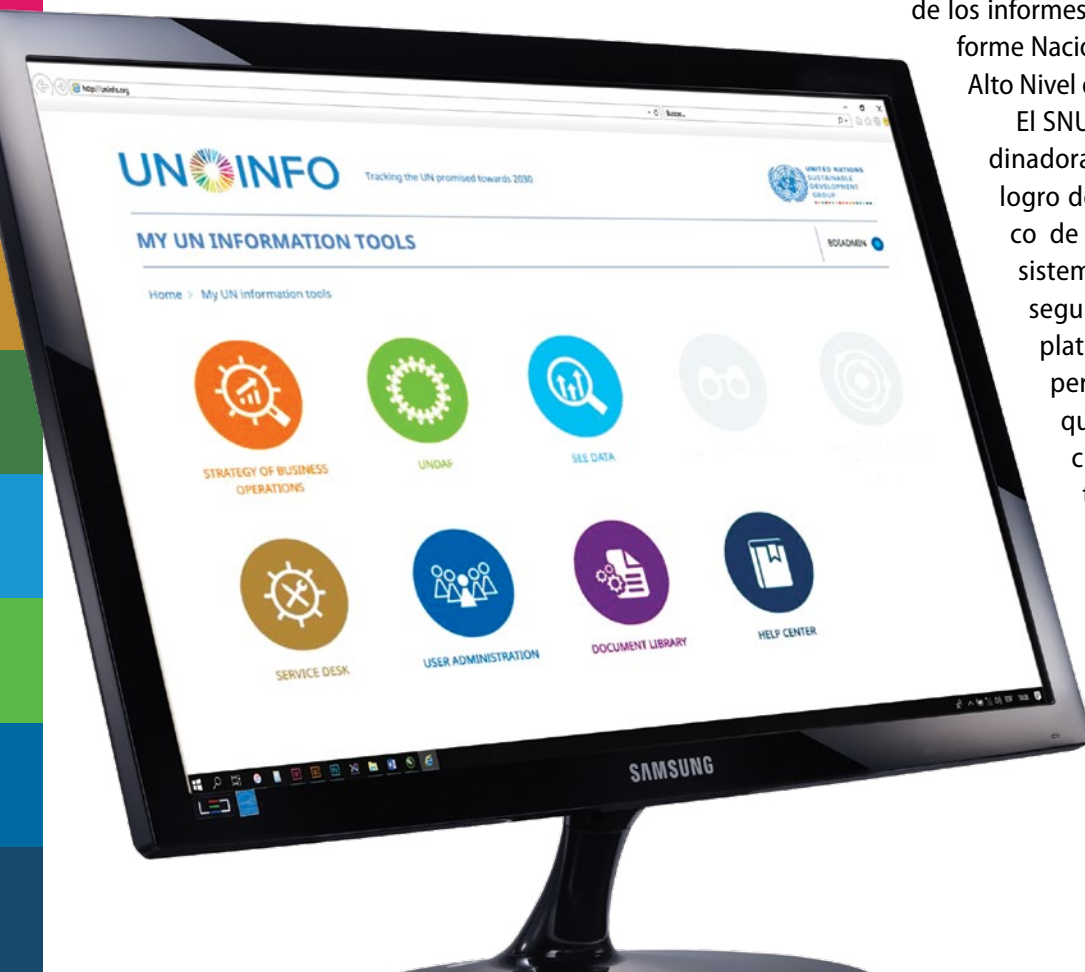 de los informes
forme Nacio
Alto Nivel
El SNU
dinadora
logro de
co de
sistem
segu
plat
per
qu
c
http://uninfo.org
Buscar...
UN INFO
Tracking the UN promised towards 2030
UNITED NATIONS
SUSTAINABLE
DEVELOPMENT
GROUP
MY UN INFORMATION TOOLS
BDIADMIN
Home > My UN information tools
STRATEGY OF BUSINESS
OPERATIONS
UNDAF
SEE DATA
SERVICE DESK
USER ADMINISTRATION
DOCUMENT LIBRARY
HELP CENTER
ESP
SAMSUNG